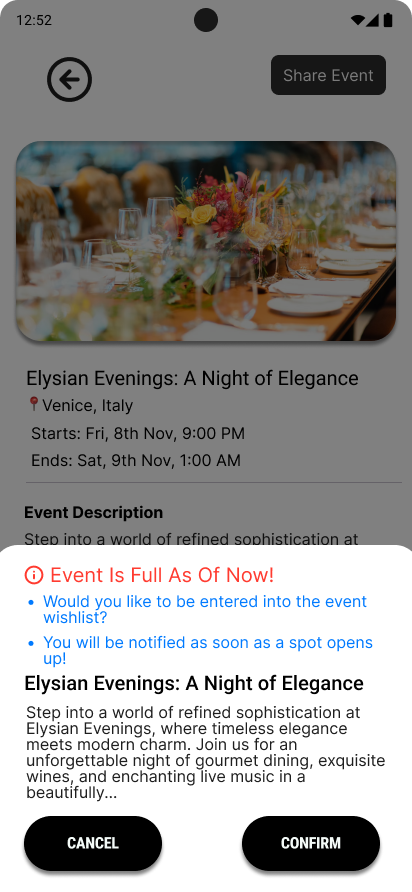 12:52
Share Event
Elysian Evenings: A Night of Elegance
Venice, Italy
Starts: Fri, 8th Nov, 9:00 PM
Ends: Sat, 9th Nov, 1:00 AM
Event Description
Step into a world of refined sophistication at
Event Is Full As Of Now!
• Would you like to be entered into the event
wishlist?
• You will be notified as soon as a spot opens
up!
Elysian Evenings: A Night of Elegance
Step into a world of refined sophistication at
Elysian Evenings, where timeless elegance
meets modern charm. Join us for an
unforgettable night of gourmet dining, exquisite
wines, and enchanting live music in a
beautifully...
CANCEL
CONFIRM